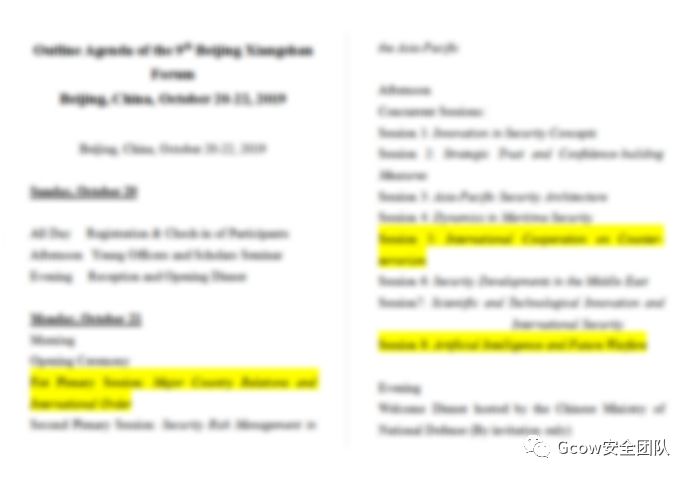 Outline Agenda of the 9th Beijing Xiangshan
Forum
Beijing, China, October 20-22, 2019
Beijing, China, October 20-22, 2019
Sunday, October 20
All Day Registration & Check-in of Participants
Afternoon Young Officers and Scholars Seminar
Evening Reception and Opening Dinner
Monday, October 21
Morning
Opening Ceremony
Plenary Session: Major Country Relations and
International Order
Second Plenary Session: Security Risk Management in
the Asia-Pacific
Afternoon
Concurrent Sessions:
Session 1: Innovation in Security Concepts
Session 2: Strategic Trust and Confidence-building
Measures
Session 3: Asia-Pacific Security Architecture
Session 4: Dynamics in Maritime Security
Session 5: International Cooperation on Counter-
terrorism
Session 6: Security Developments in the Middle East
Session7: Scientific and Technological Innovation and
International Security
Session 8: Artificial Intelligence and Future Warfare
Evening
Welcome Dinner hosted by the Chinese Ministry of
National Defense (By invitation only)
Gcow安全团队